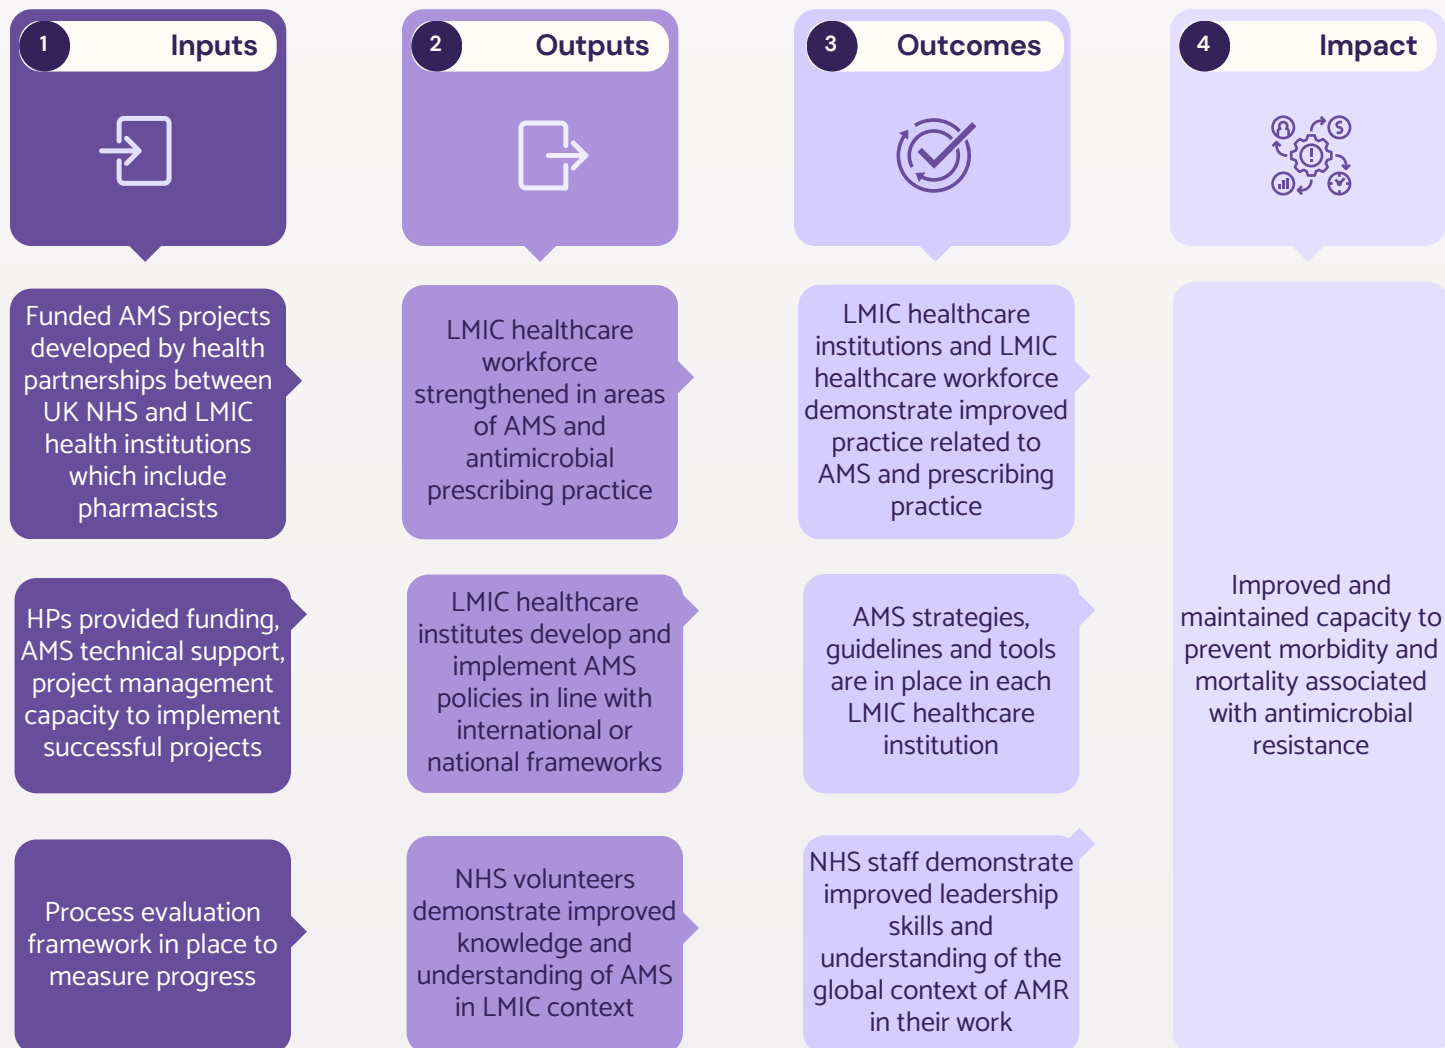 1
Inputs
2
Outputs
3
Outcomes
4
Impact
Funded AMS projects
developed by health
partnerships between
UK NHS and LMIC
health institutions
which include
pharmacists
LMIC healthcare
workforce
strengthened in areas
of AMS and
antimicrobial
prescribing practice
LMIC healthcare
institutions and LMIC
healthcare workforce
demonstrate improved
practice related to
AMS and prescribing
practice
HPs provided funding,
AMS technical support,
project management
capacity to implement
successful projects
LMIC healthcare
institutes develop and
implement AMS
policies in line with
international or
national frameworks
AMS strategies,
guidelines and tools
are in place in each
LMIC healthcare
institution
Improved and
maintained capacity to
prevent morbidity and
mortality associated
with antimicrobial
resistance
Process evaluation
framework in place to
measure progress
NHS volunteers
demonstrate improved
knowledge and
understanding of AMS
in LMIC context
NHS staff demonstrate
improved leadership
skills and
understanding of the
global context of AMR
in their work